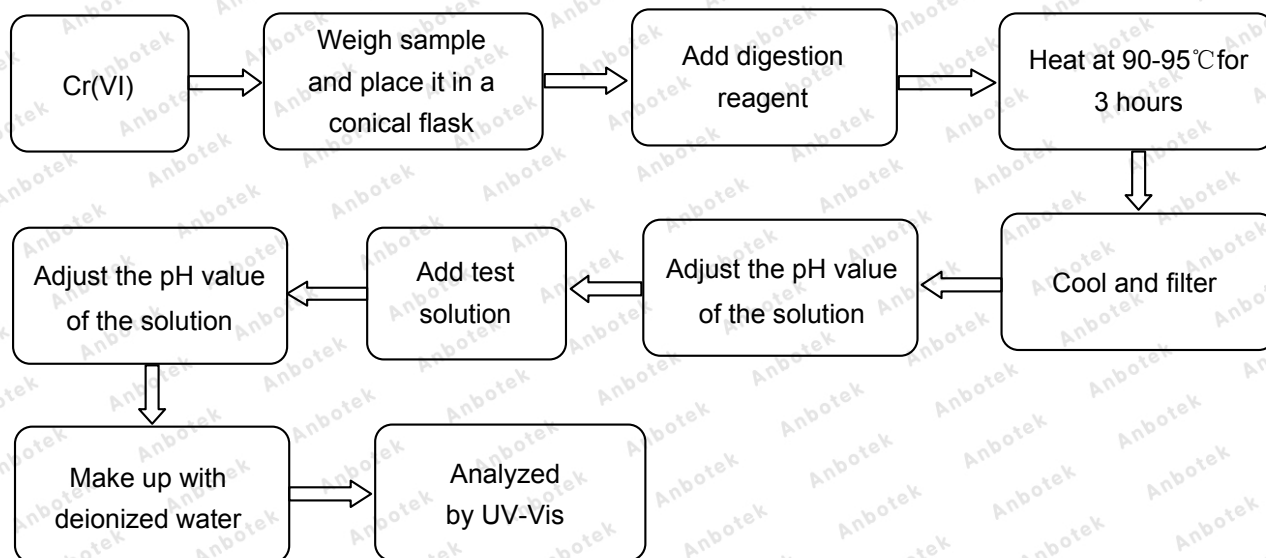 Cr(VI)
Weigh sample
and place it in a
conical flask
Add digestion
reagent
Heat at 90-95℃ for
3 hours
Cool and filter
Adjust the pH value
of the solution
Add test
solution
Adjust the pH value
of the solution
Make up with
deionized water
Analyzed
by UV-Vis
Anbotek